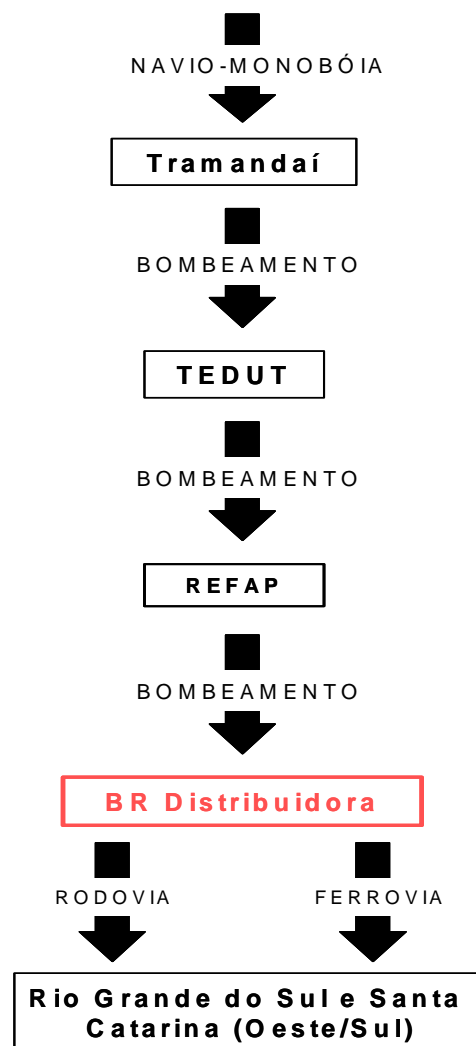 NAVIO-MONOBÓIA
Tramandaí
BOMBEAMENTO
TEDUT
BOMBEAMENTO
REFAP
BOMBEAMENTO
BR Distribuidora
RODOVIA FERROVIA
Rio Grande do Sul e Santa
Catarina (Oeste/Sul)